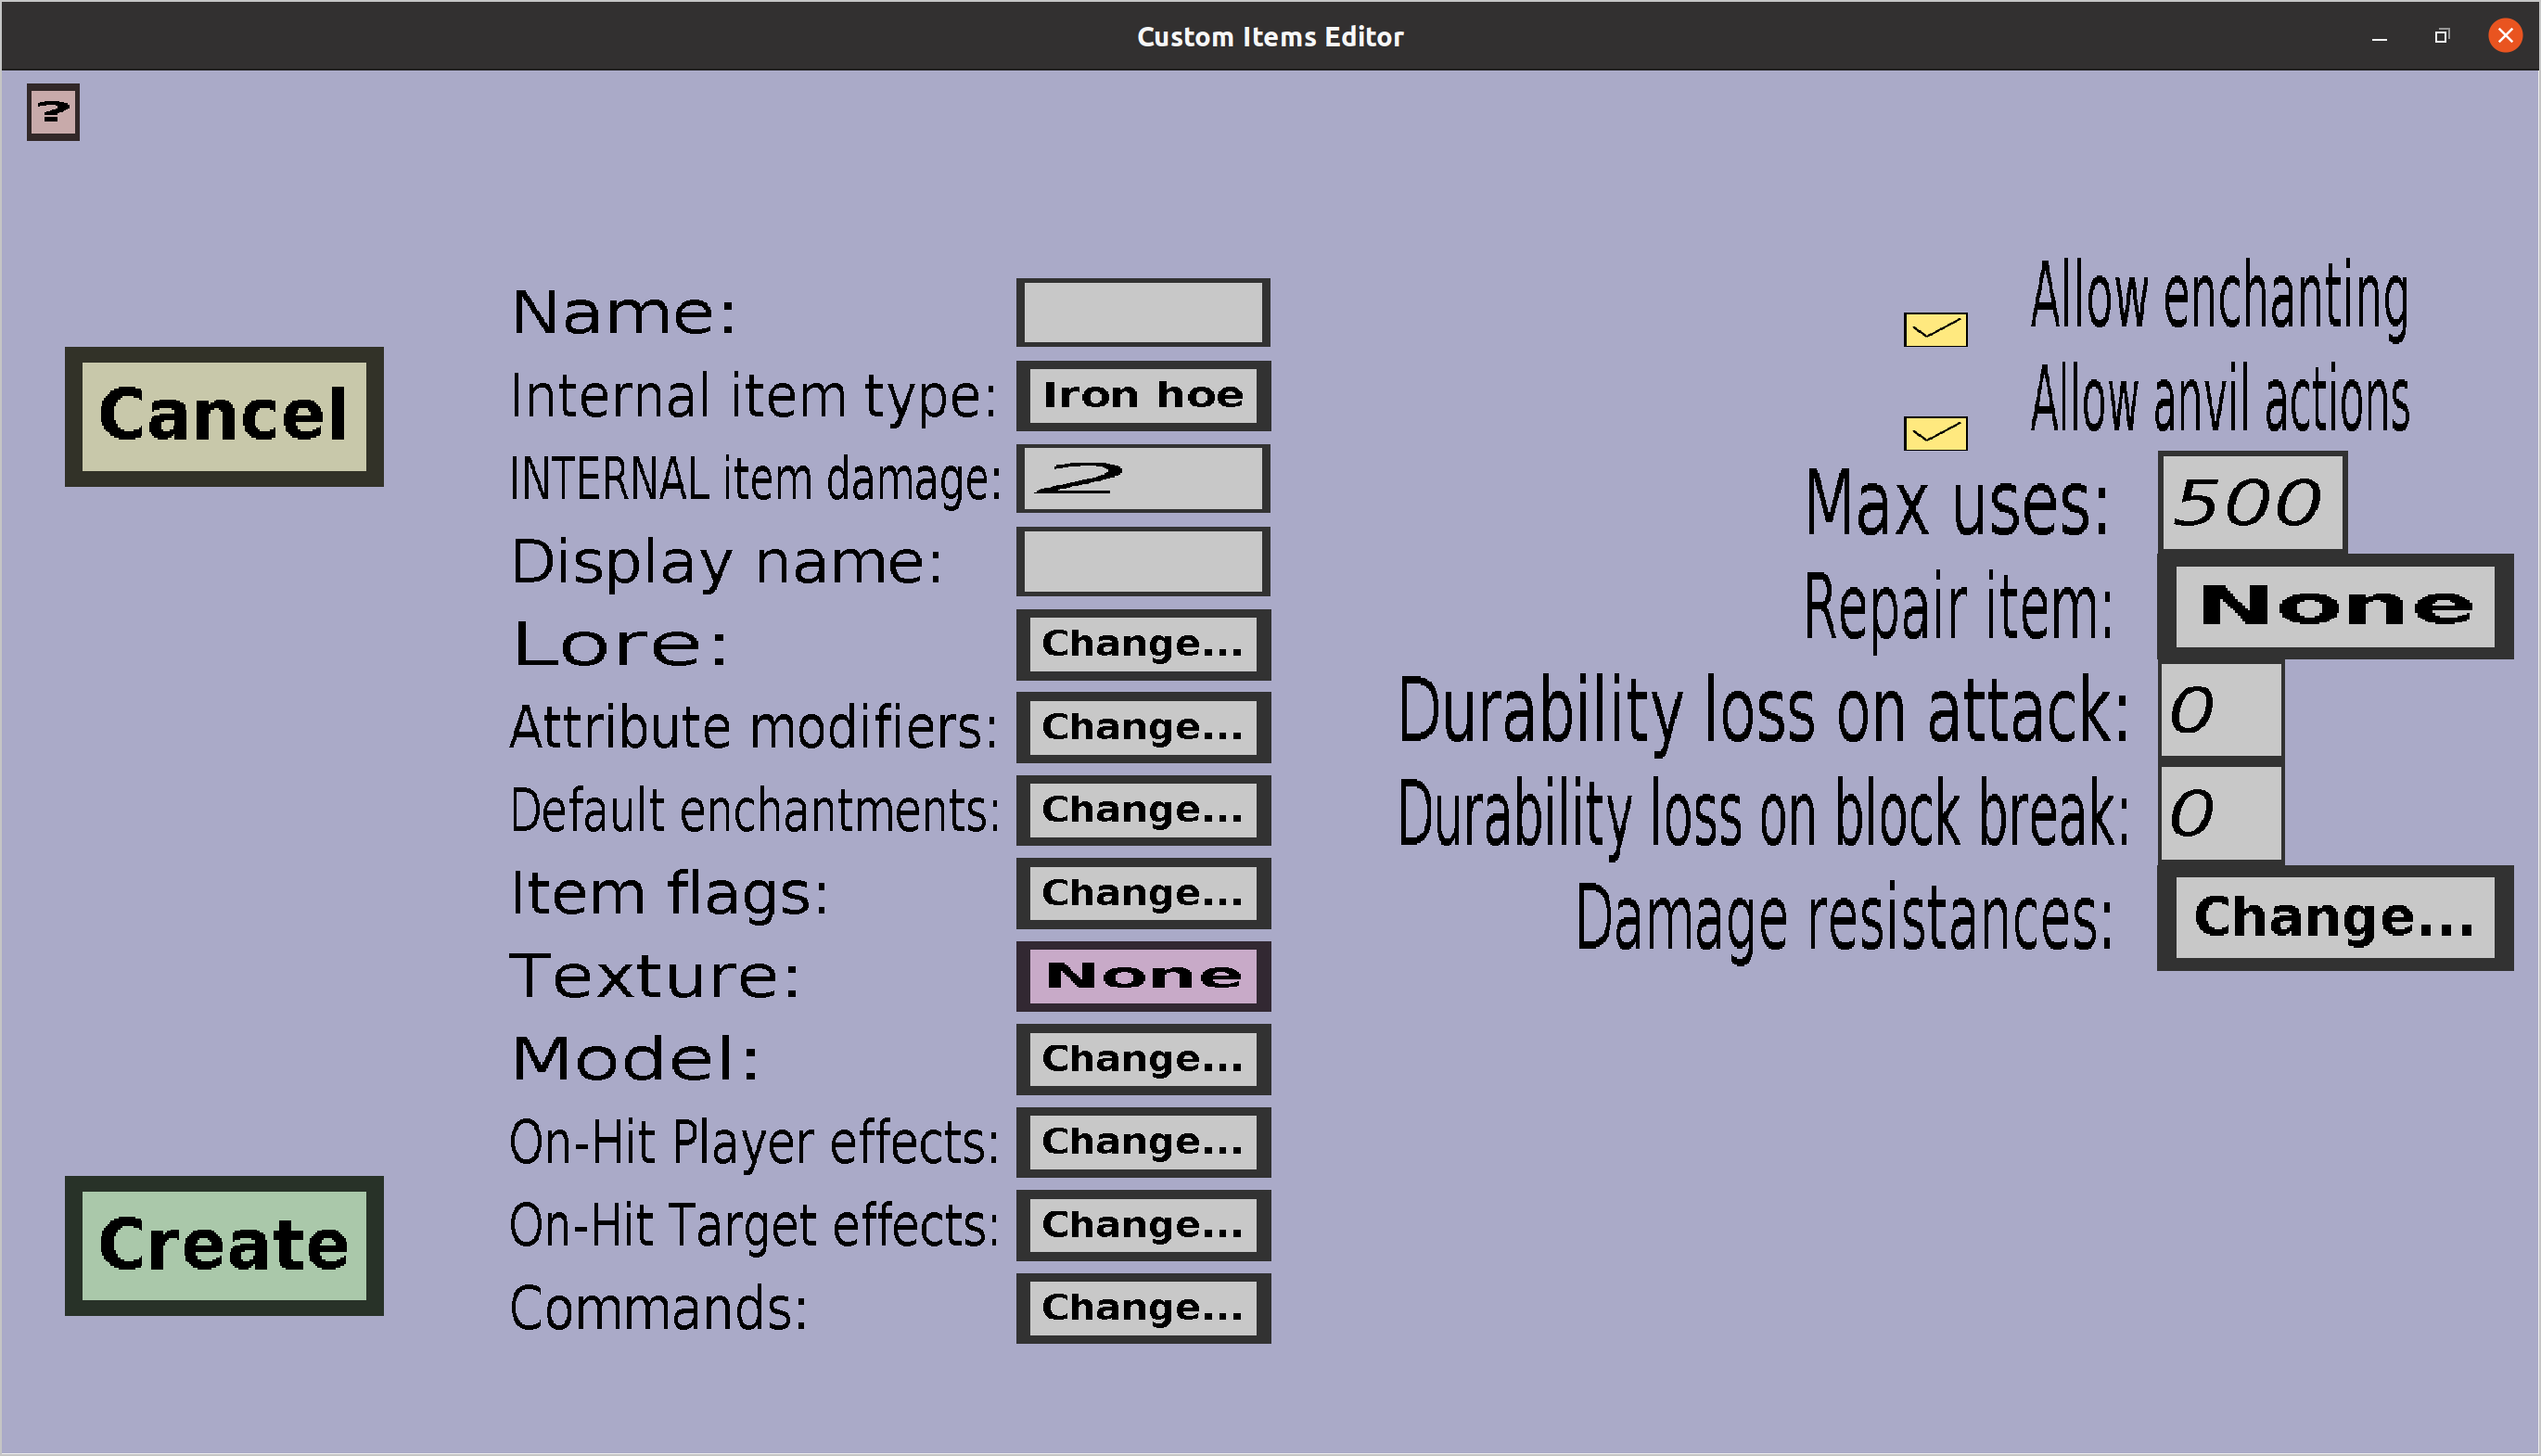 Custom Items Editor
?
Cancel
Create
Name:
Internal item type: Iron hoe
INTERNAL item damage: 2
Display name:
Lore: Change...
Attribute modifiers: Change...
Default enchantments: Change...
Item flags: Change...
Texture: None
Model: Change...
On-Hit Player effects: Change...
On-Hit Target effects: Change...
Commands: Change...
Allow enchanting
Allow anvil actions
Max uses: 500
Repair item: None
Durability loss on attack: 0
Durability loss on block break: 0
Damage resistances: Change...